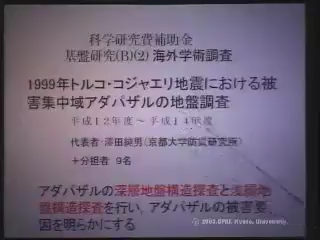 科学研究費補助金
基盤研究(B)(2) 海外学術調査
1999年トルコ・コジャエリ地震における被
害集中域アダパザルの地盤調査
平成12年度～平成14年度
代表者：澤田純男(京都大学防災研究所)
＋分担者 9名
アダパザルの深層地盤構造探査と浅層地
盤構造探査を行い、アダパザルの被害要
因を明らかにする
© 2003,DPRI-Kyoto, University